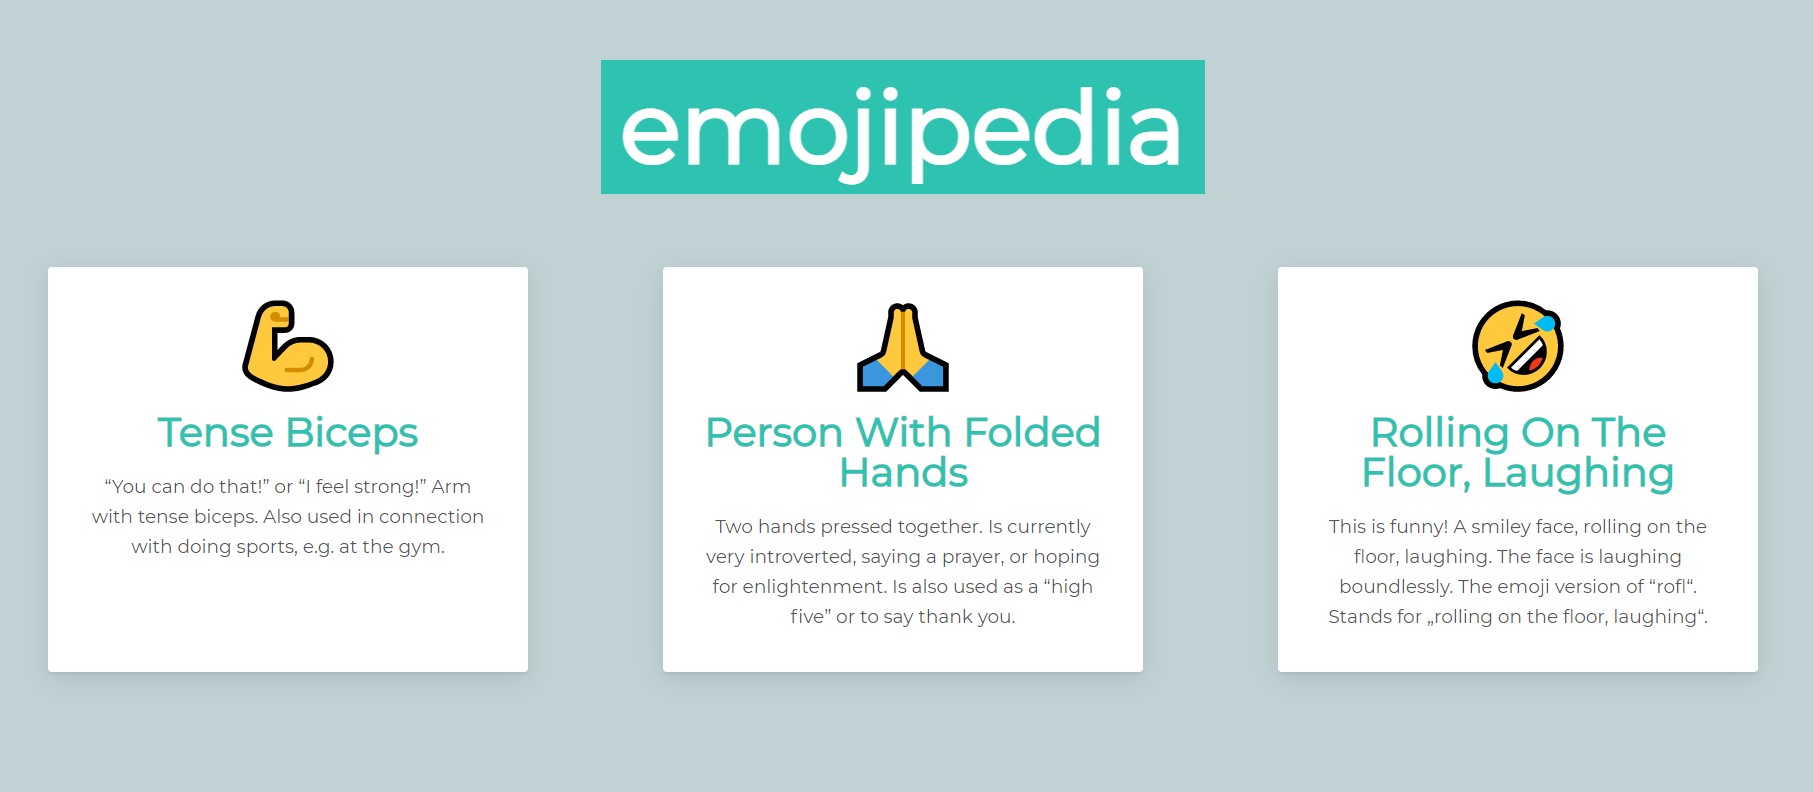 emojipedia
Tense Biceps
“You can do that!” or “I feel strong!” Arm
with tense biceps. Also used in connection
with doing sports, e.g. at the gym.
Person With Folded
Hands
Two hands pressed together. Is currently
very introverted, saying a prayer, or hoping
for enlightenment. Is also used as a “high
five” or to say thank you.
Rolling On The
Floor, Laughing
This is funny! A smiley face, rolling on the
floor, laughing. The face is laughing
boundlessly. The emoji version of “rofl“.
Stands for „rolling on the floor, laughing“.